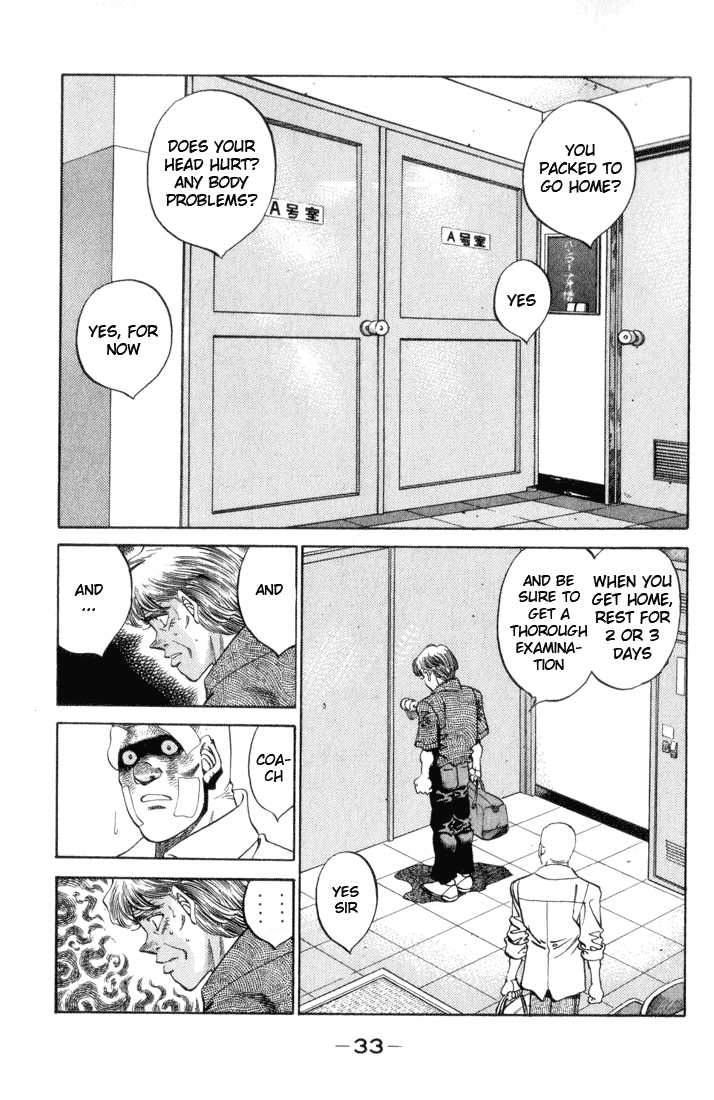 YOU
PACKED TO
GO HOME?
YES
DOES YOUR
HEAD HURT?
ANY BODY
PROBLEMS?
YES, FOR
NOW
A号室
A号室
WHEN YOU
GET HOME,
REST FOR
2 OR 3
DAYS
AND BE
SURE TO
GET A
THOROUGH
EXAMINA-
TION
YES
SIR
AND
AND
...
COA-
CH
......
-33-